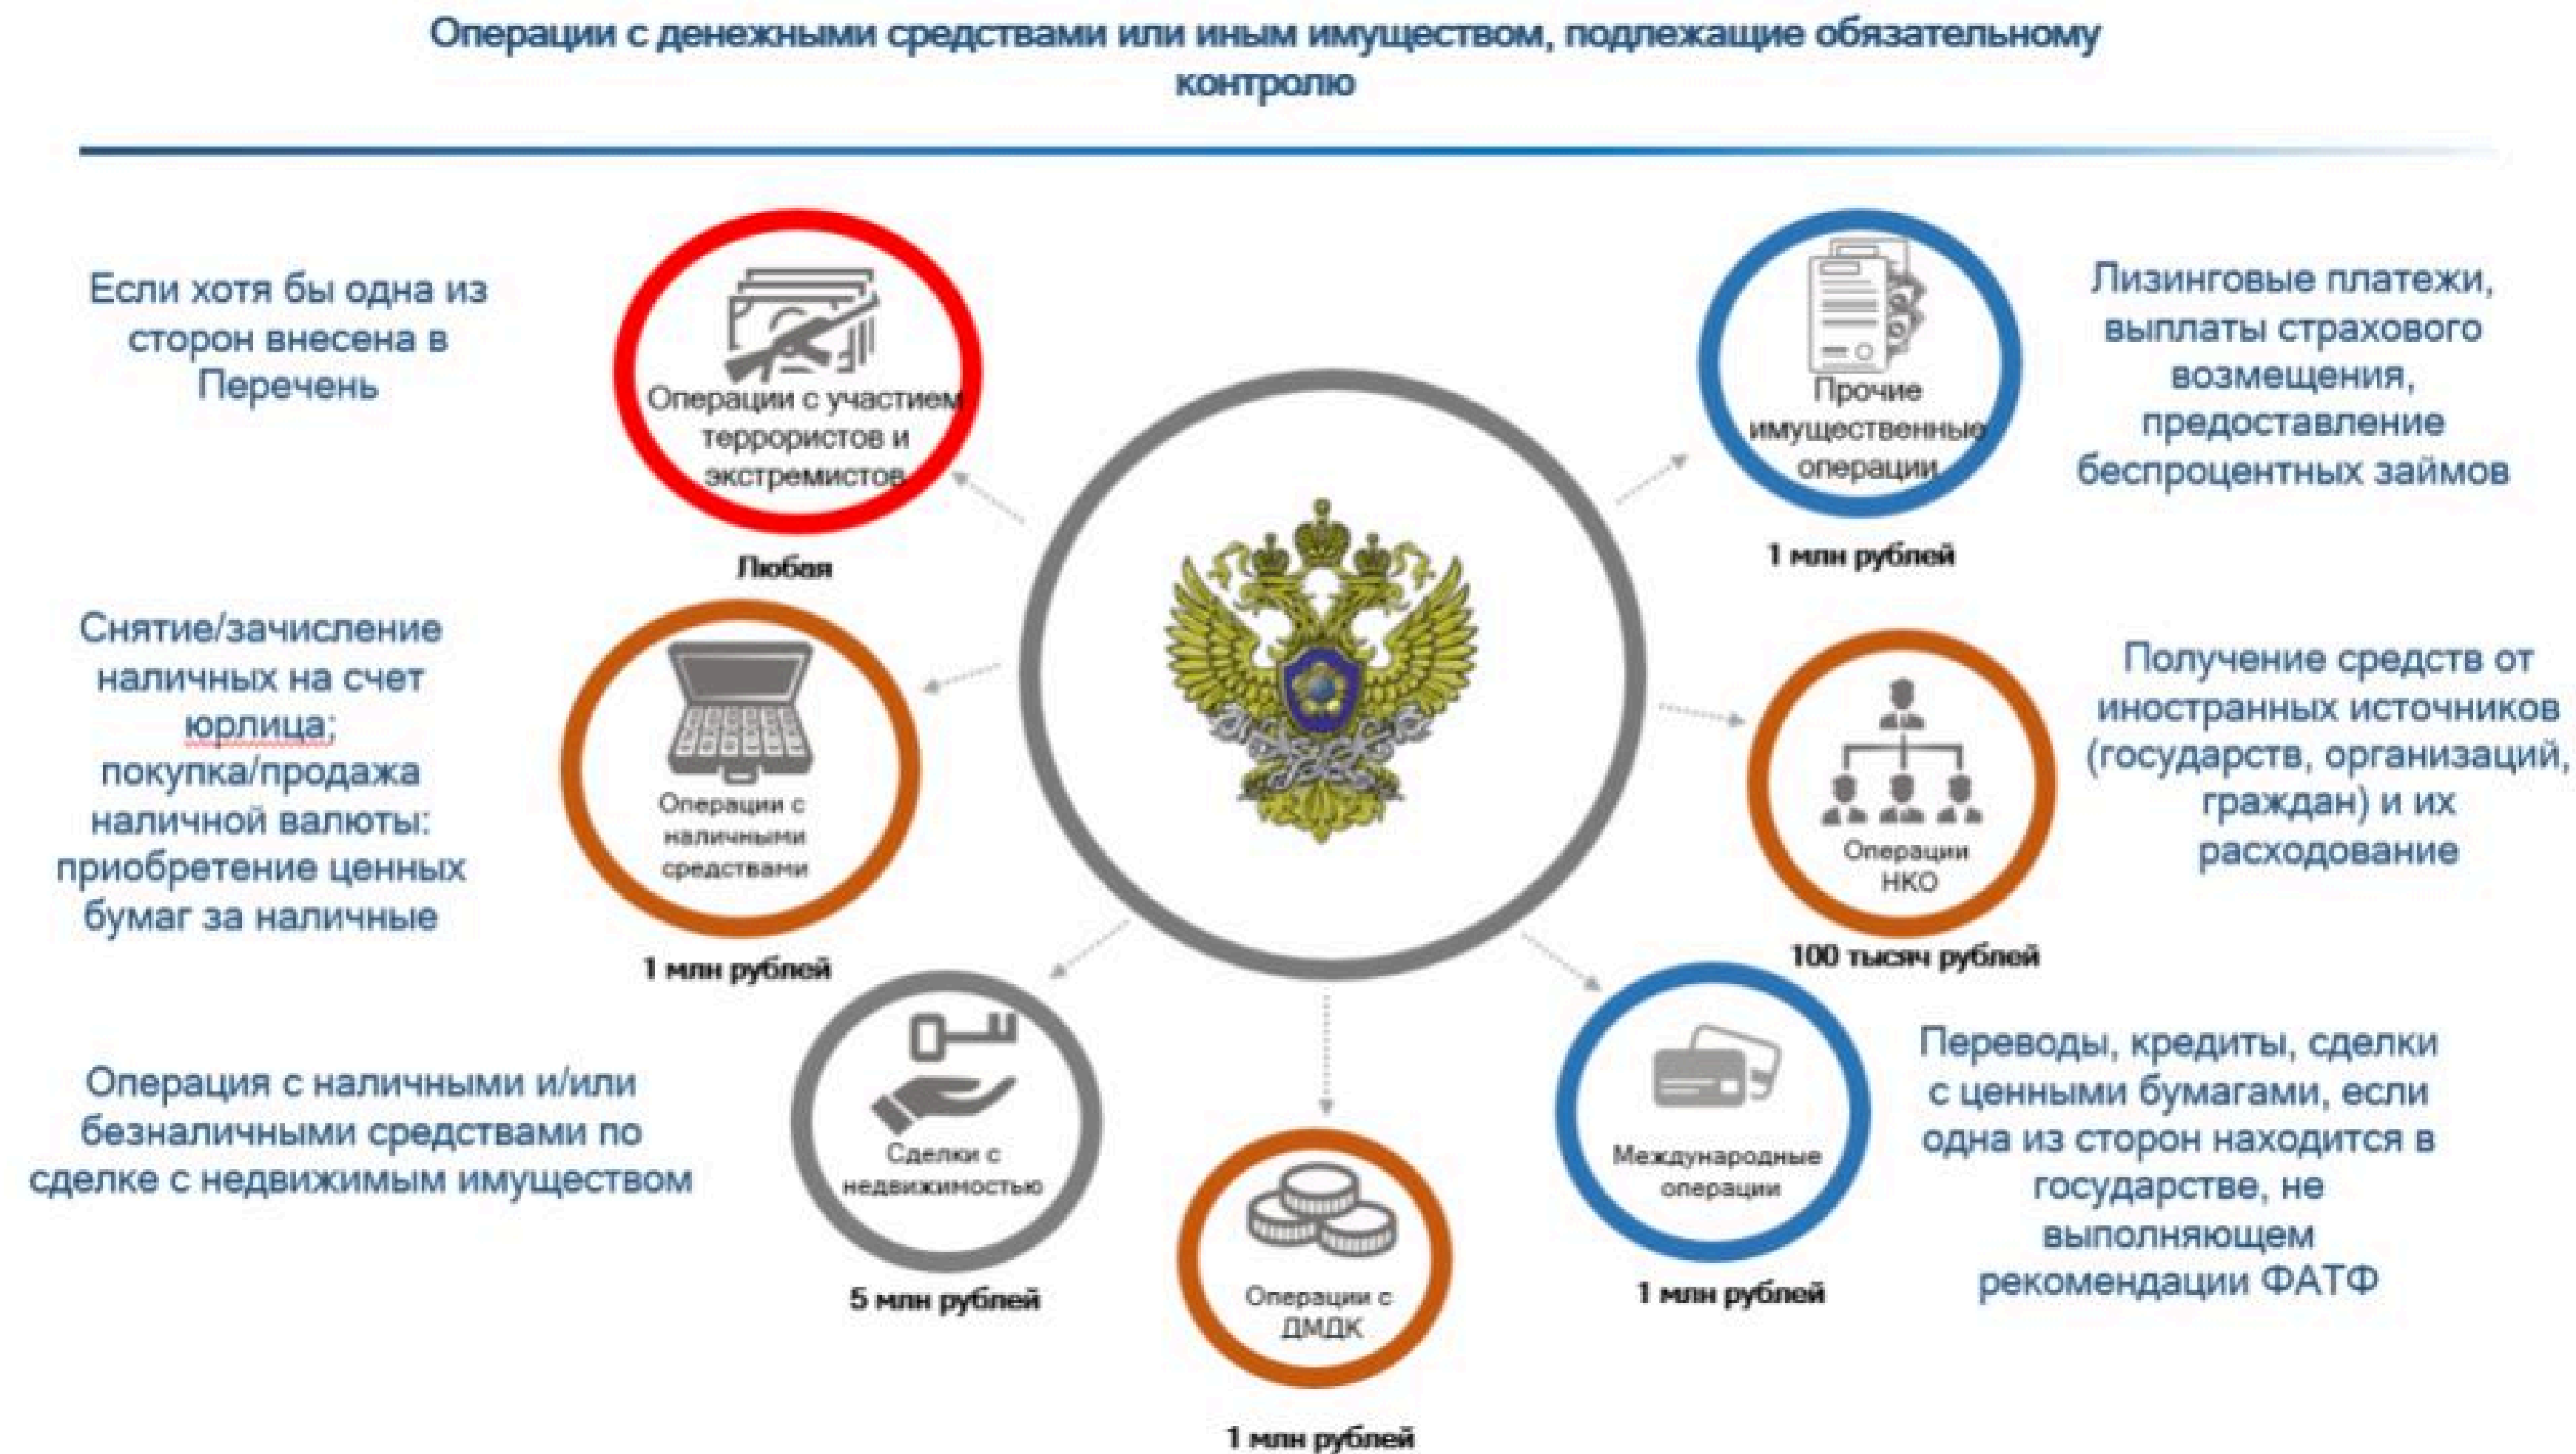 Операции с денежными средствами или иным имуществом, подлежащие обязательному
контролю
Если хотя бы одна из
сторон внесена в
Перечень
Операции с участием
террористов и
экстремистов
Любая
Снятие/зачисление
наличных на счет
юрлица;
покупка/продажа
наличной валюты:
приобретение ценных
бумаг за наличные
Операции с
наличными
средствами
1 млн рублей
Операция с наличными и/или
безналичными средствами по
сделке с недвижимым имуществом
Сделки с
недвижимостью
5 млн рублей
Операции с
ДМДК
1 млн рублей
Прочие
имущественные
операции
1 млн рублей
Лизинговые платежи,
выплаты страхового
возмещения,
предоставление
беспроцентных займов
Операции
НКО
100 тысяч рублей
Получение средств от
иностранных источников
(государств, организаций,
граждан) и их
расходование
Международные
операции
1 млн рублей
Переводы, кредиты, сделки
с ценными бумагами, если
одна из сторон находится в
государстве, не
выполняющем
рекомендации ФАТФ